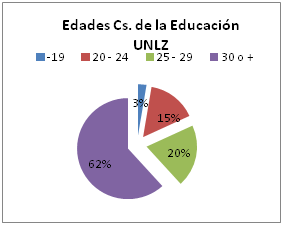 Edades Cs. de la Educación
UNLZ
-19 20 - 24 25 - 29 30 o +
3%
15%
20%
62%